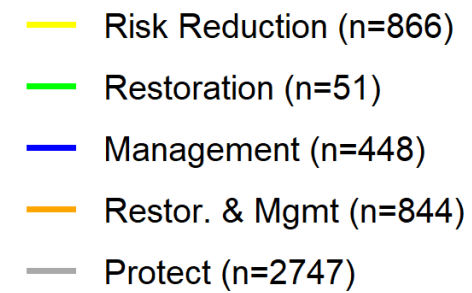 Risk Reduction (n=866)
Restoration (n=51)
Management (n=448)
Restor. & Mgmt (n=844)
Protect (n=2747)